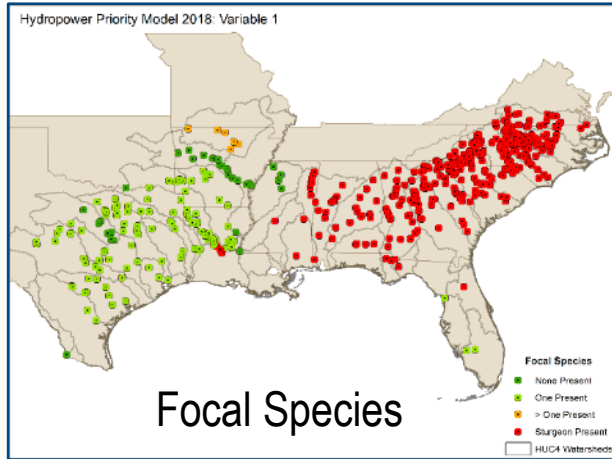 Hydropower Priority Model 2018: Variable 1
Focal Species
Focal Species
None Present
One Present
> One Present
Sturgeon Present
HUC4 Watersheds